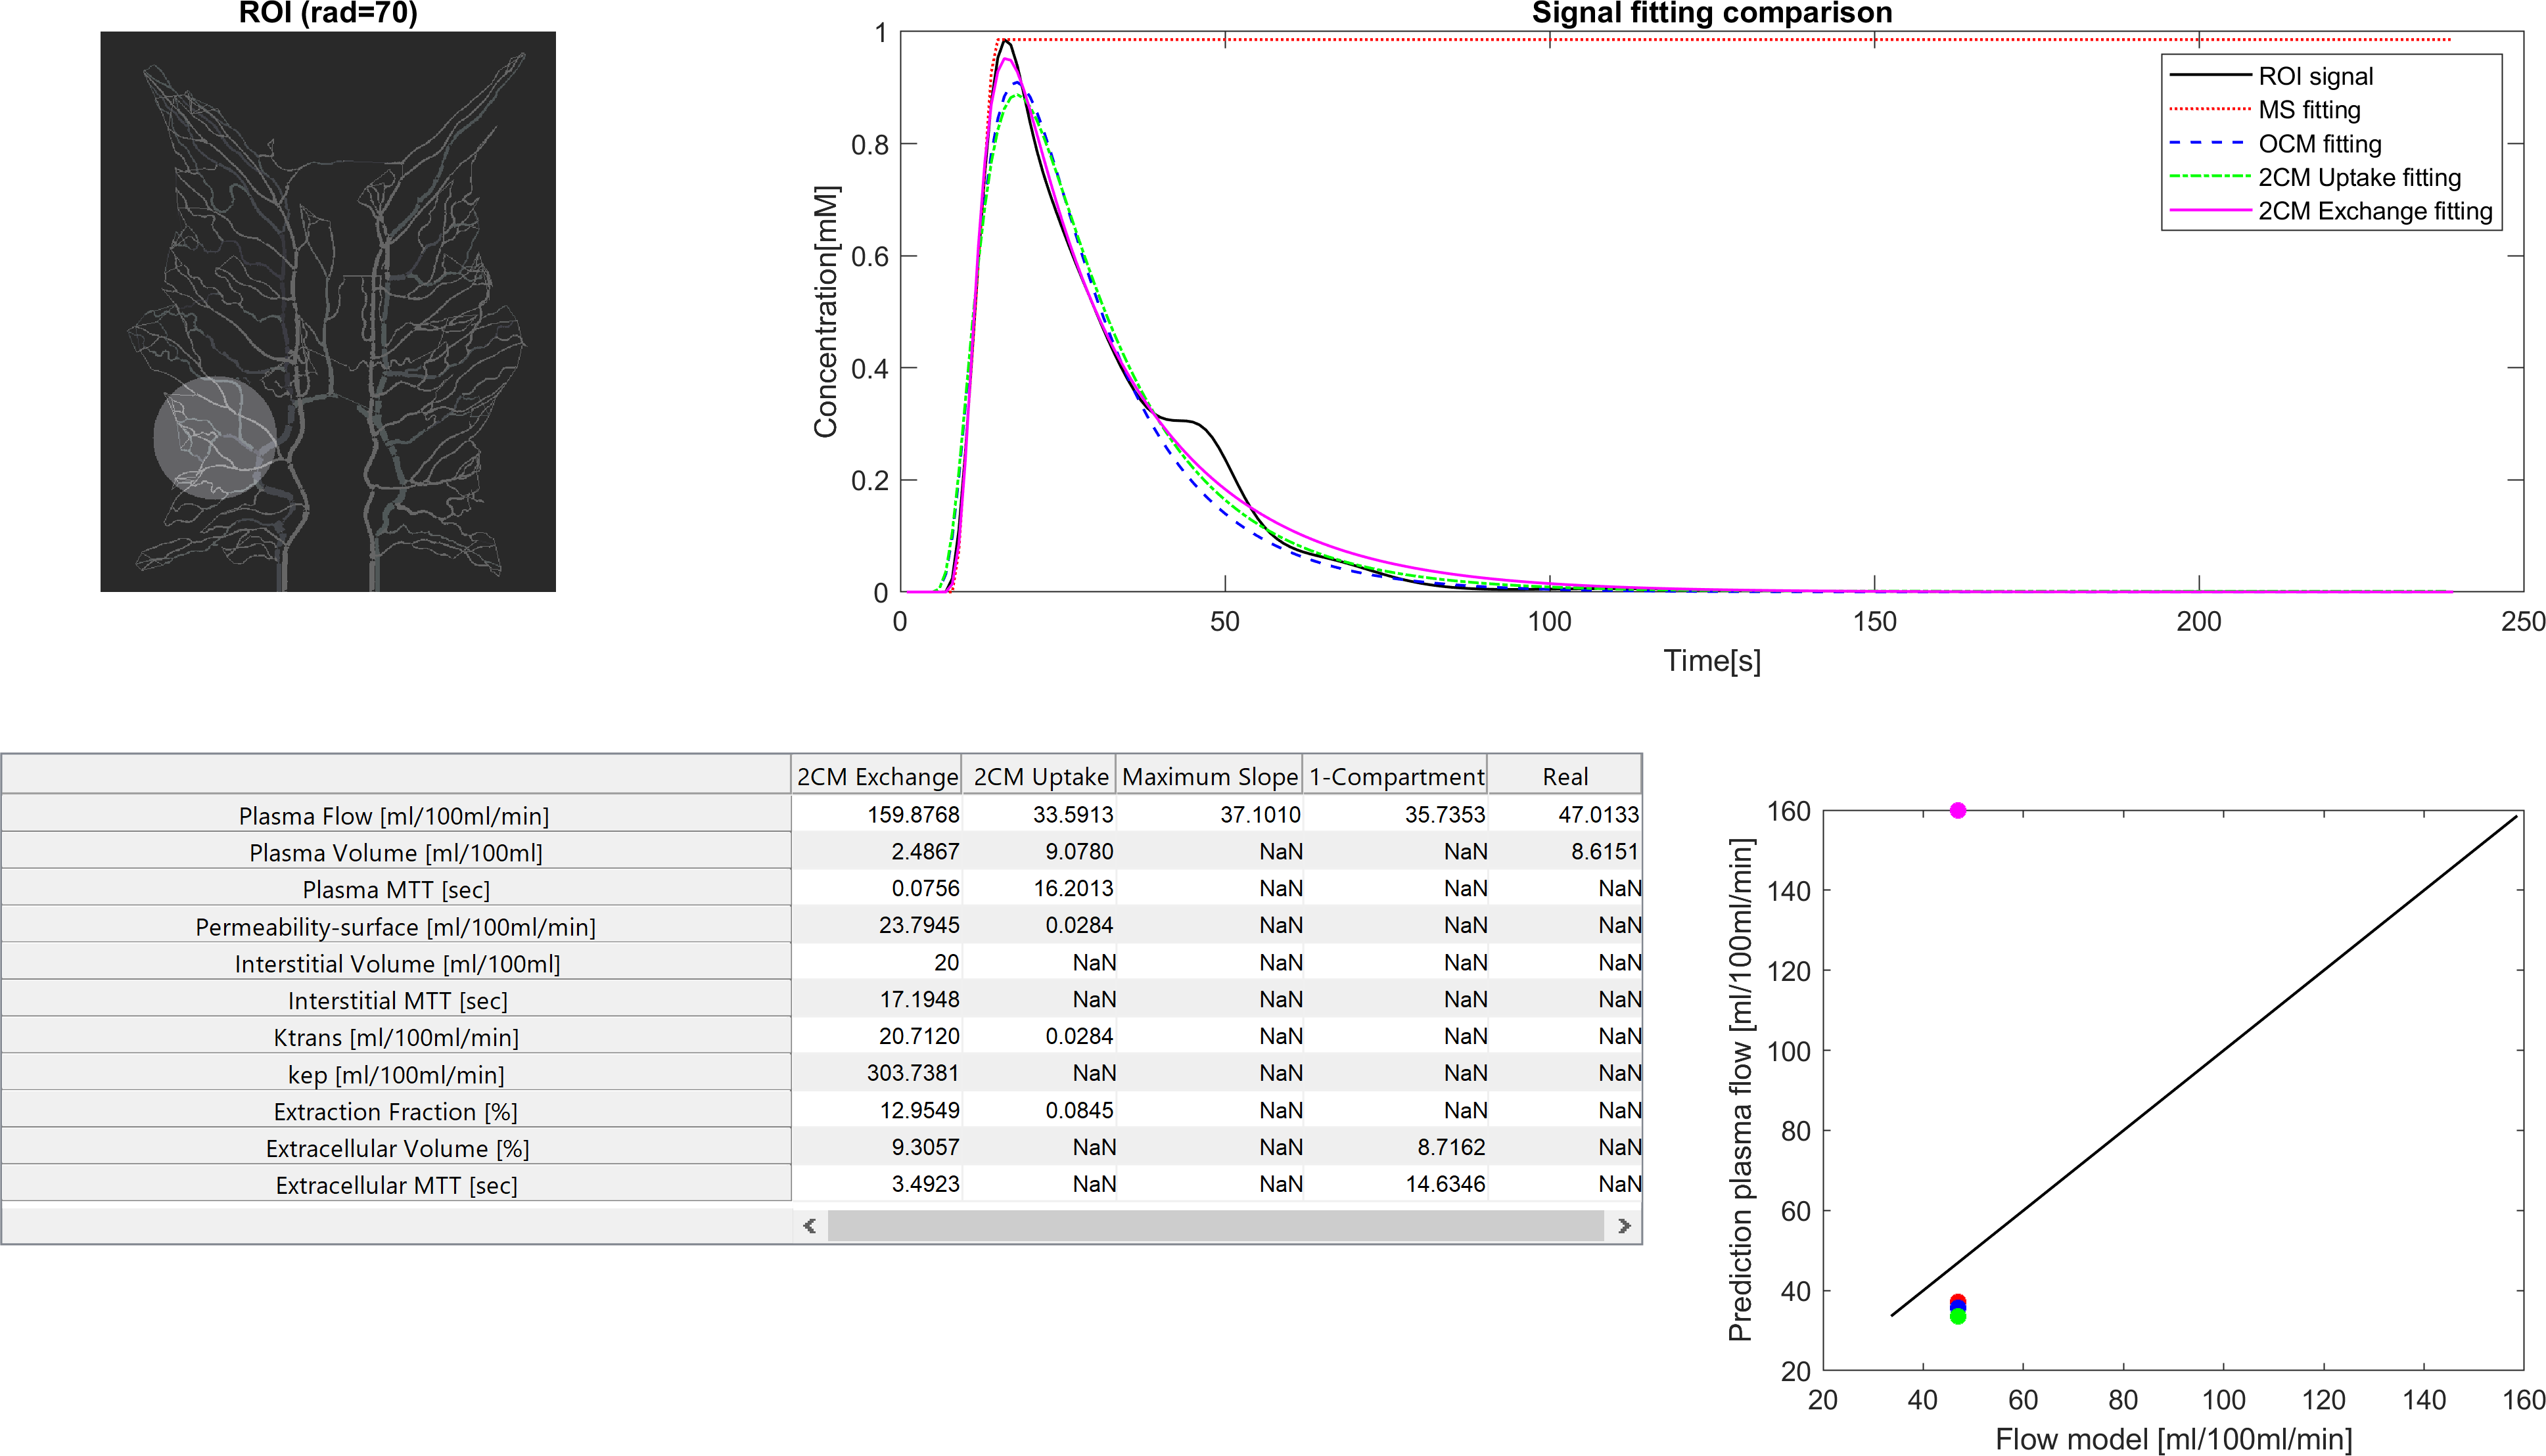 ROI (rad=70)
Signal fitting comparison
Concentration[mM]
1
0.8
0.6
0.4
0.2
0
0 50 100 150 200 250
Time[s]
ROI signal
MS fitting
OCM fitting
2CM Uptake fitting
2CM Exchange fitting
2CM Exchange 2CM Uptake Maximum Slope 1-Compartment Real
Plasma Flow [ml/100ml/min] 159.8768 33.5913 37.1010 35.7353 47.0133
Plasma Volume [ml/100ml] 2.4867 9.0780 NaN NaN 8.6151
Plasma MTT [sec] 0.0756 16.2013 NaN NaN NaN
Permeability-surface [ml/100ml/min] 23.7945 0.0284 NaN NaN NaN
Interstitial Volume [ml/100ml] 20 NaN NaN NaN NaN
Interstitial MTT [sec] 17.1948 NaN NaN NaN NaN
Ktrans [ml/100ml/min] 20.7120 0.0284 NaN NaN NaN
kep [ml/100ml/min] 303.7381 NaN NaN NaN NaN
Extraction Fraction [%] 12.9549 0.0845 NaN NaN NaN
Extracellular Volume [%] 9.3057 NaN NaN 8.7162 NaN
Extracellular MTT [sec] 3.4923 NaN NaN 14.6346 NaN
Prediction plasma flow [ml/100ml/min]
160
140
120
100
80
60
40
20
20 40 60 80 100 120 140 160
Flow model [ml/100ml/min]